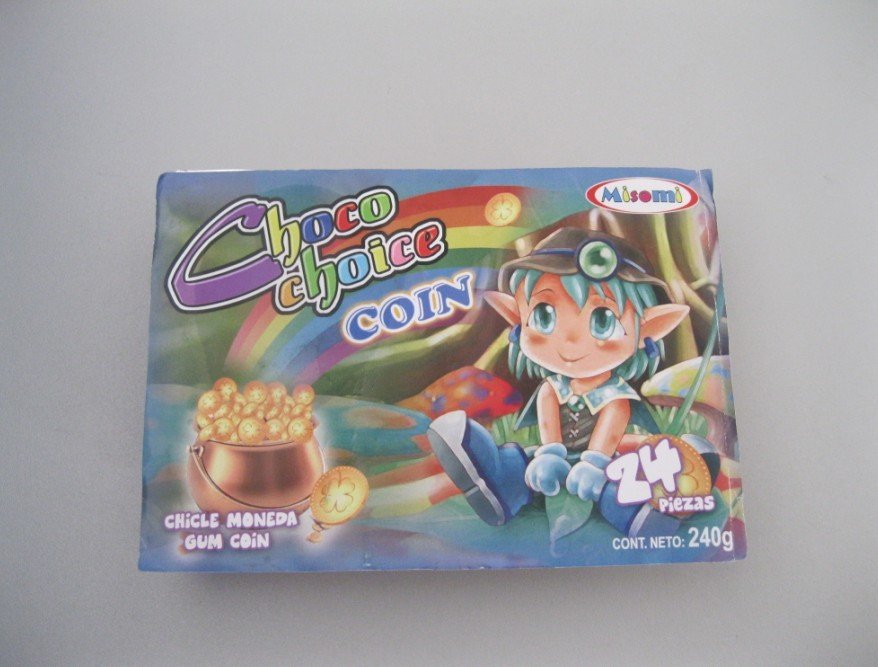 Misomi
Choco
choice
COIN
24
PIEZAS
CHICLE MONEDA
GUM COIN
CONT. NETO: 240g